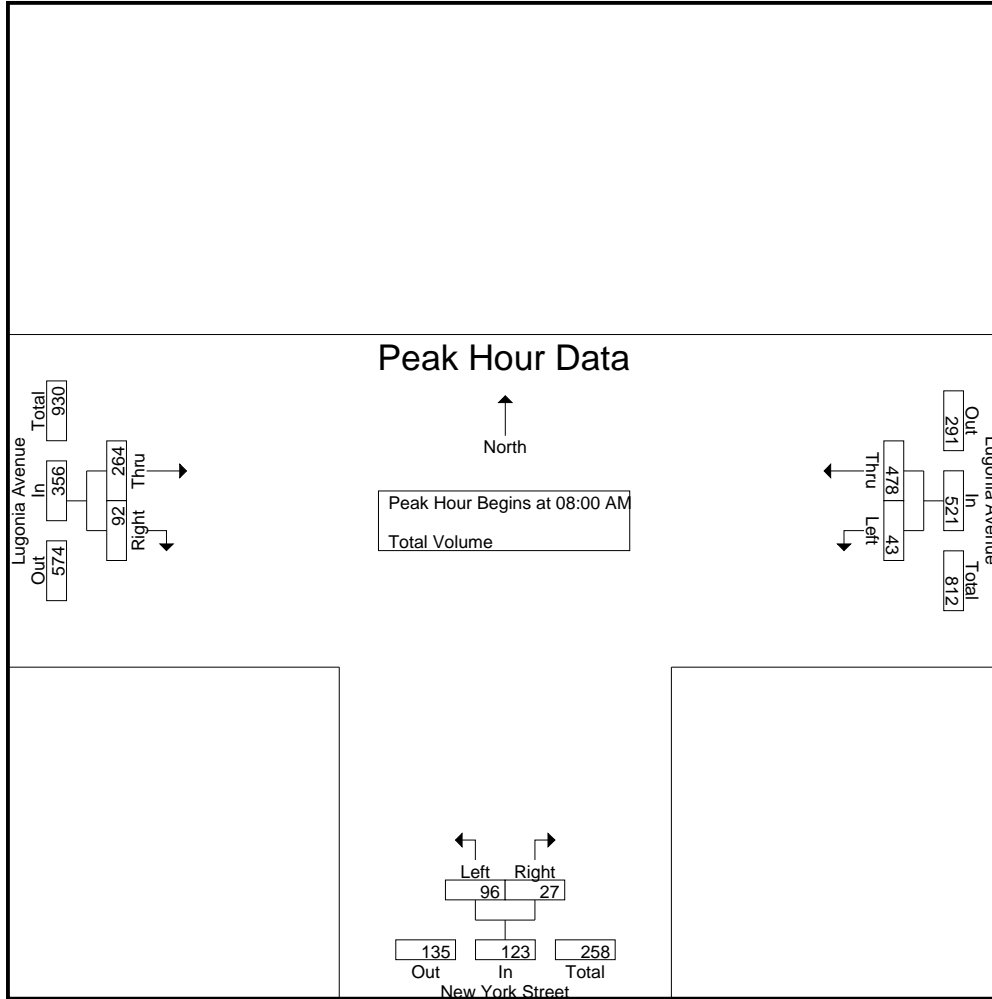 Peak Hour Data
North
Peak Hour Begins at 08:00 AM
Total Volume
Lugonia Avenue
Total
930
In
356
Out
574
264
Thru
92
Right
478
Thru
43
Left
Out
291
In
521
Total
812
Lugonia Avenue
Left Right
96 27
135 123 258
Out In Total
New York Street